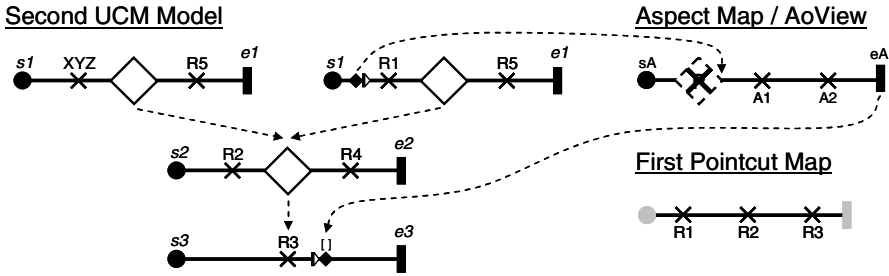 Second UCM Model
Aspect Map / AoView
s1 XYZ R5 e1
s1 R1 R5 e1
sA A1 A2 eA
s2 R2 R4 e2
First Pointcut Map
R1 R2 R3
s3 R3 [ ] e3